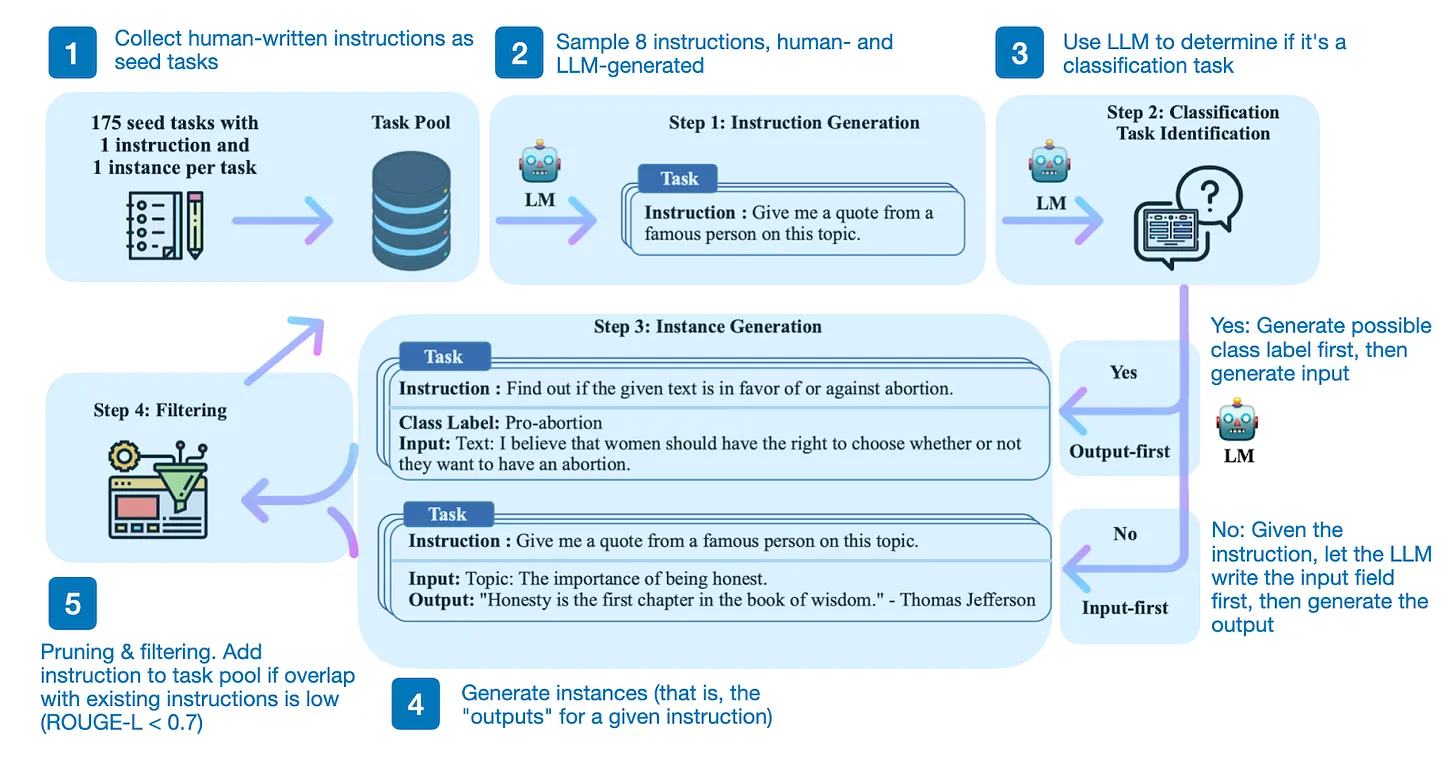 1
Collect human-written instructions as
seed tasks
2
Sample 8 instructions, human- and
LLM-generated
3
Use LLM to determine if it's a
classification task
175 seed tasks with
1 instruction and
1 instance per task
Task Pool
LM
Step 1: Instruction Generation
Task
Instruction : Give me a quote from a
famous person on this topic.
LM
Step 2: Classification
Task Identification
?
Step 3: Instance Generation
Task
Instruction : Find out if the given text is in favor of or against abortion.
Class Label: Pro-abortion
Input: Text: I believe that women should have the right to choose whether or not
they want to have an abortion.
Task
Instruction : Give me a quote from a famous person on this topic.
Input: Topic: The importance of being honest.
Output: "Honesty is the first chapter in the book of wisdom." - Thomas Jefferson
Yes
Output-first
Yes: Generate possible
class label first, then
generate input
LM
No
Input-first
No: Given the
instruction, let the LLM
write the input field
first, then generate the
output
Step 4: Filtering
5
Pruning & filtering. Add
instruction to task pool if overlap
with existing instructions is low
(ROUGE-L < 0.7)
4
Generate instances (that is, the
"outputs" for a given instruction)